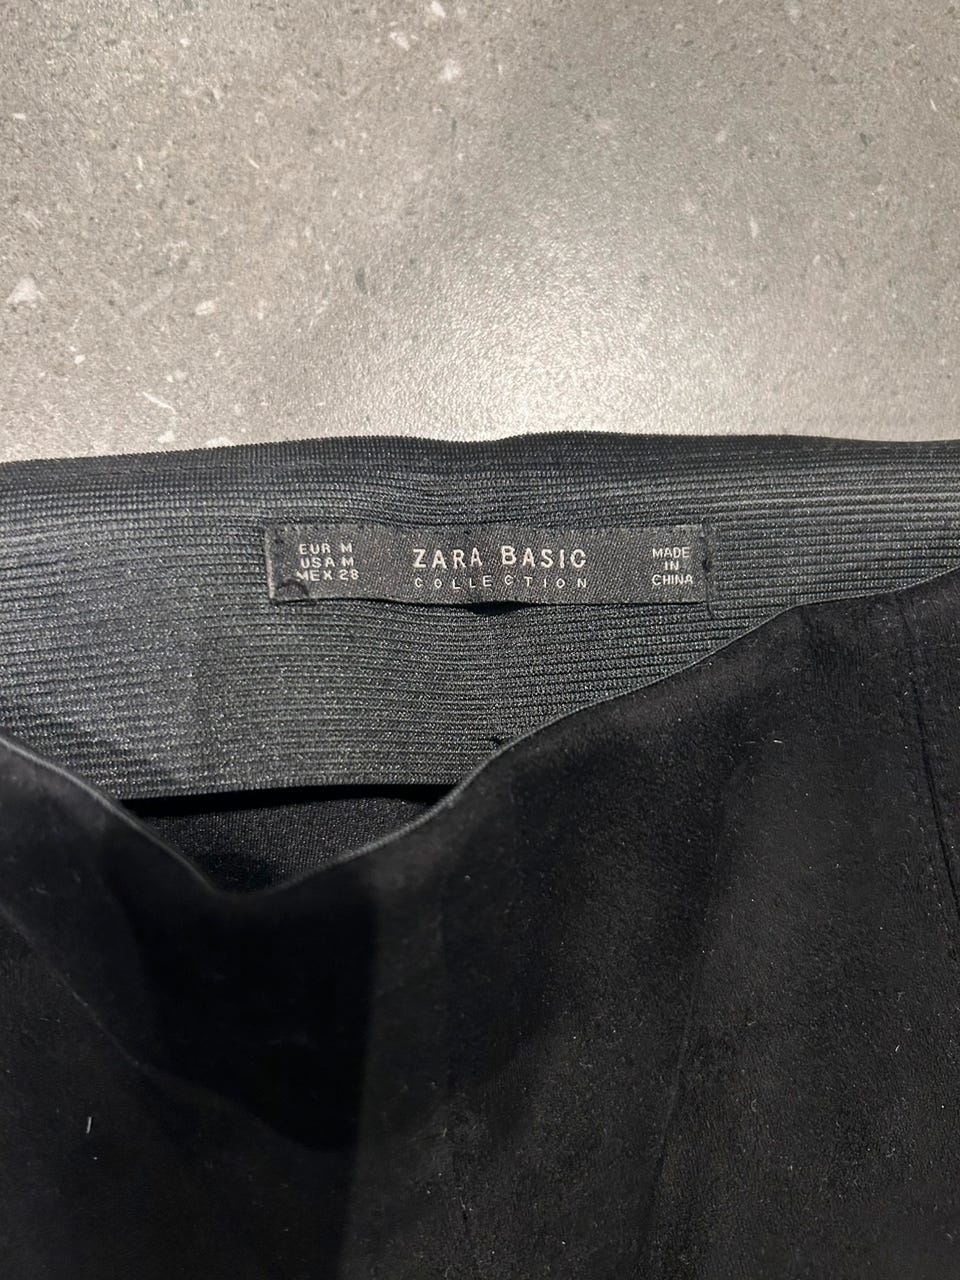 EUR M
USA M
MEX 28
ZARA BASIC
COLLECTION
MADE
IN
CHINA